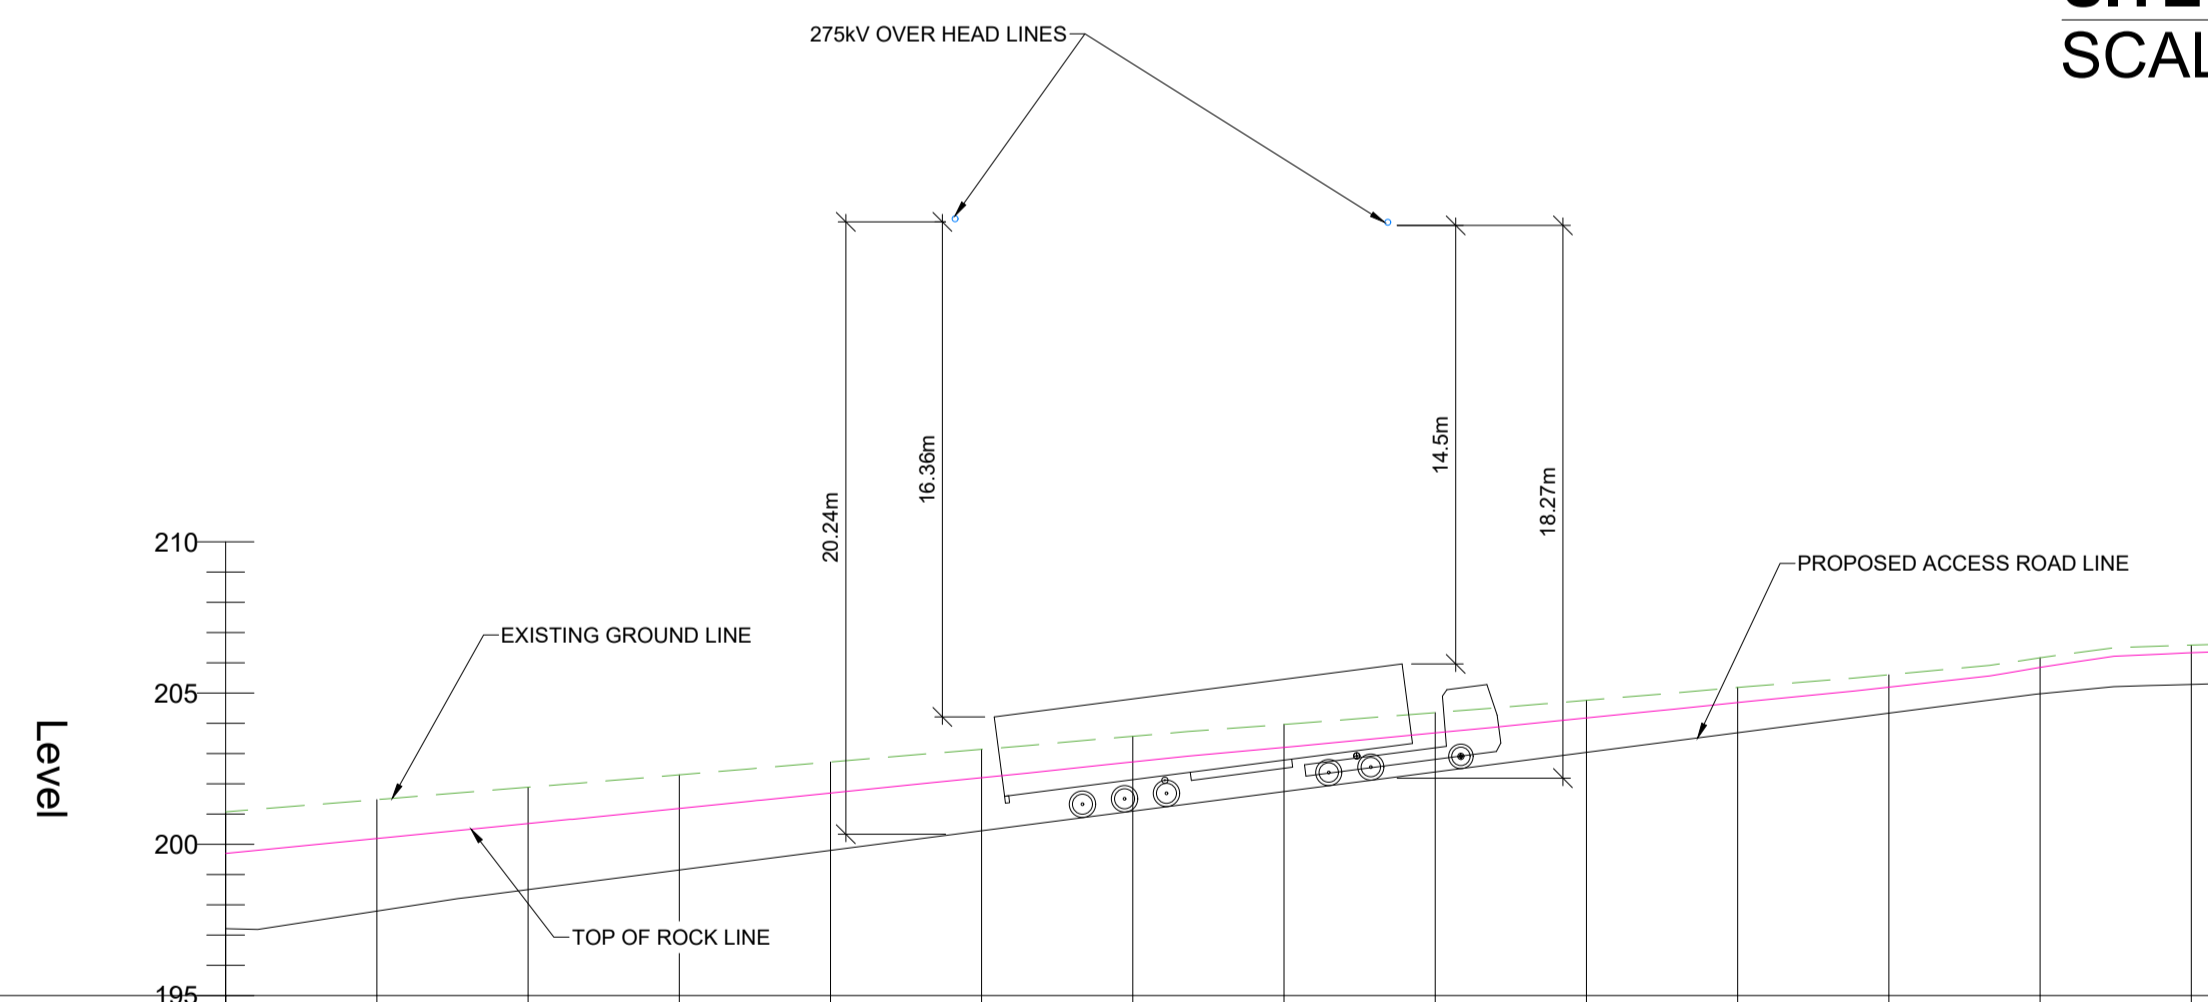 SCAL
275kV OVER HEAD LINES
20.24m
16.36m
14.5m
18.27m
210
205
200
195
Level
EXISTING GROUND LINE
PROPOSED ACCESS ROAD LINE
TOP OF ROCK LINE